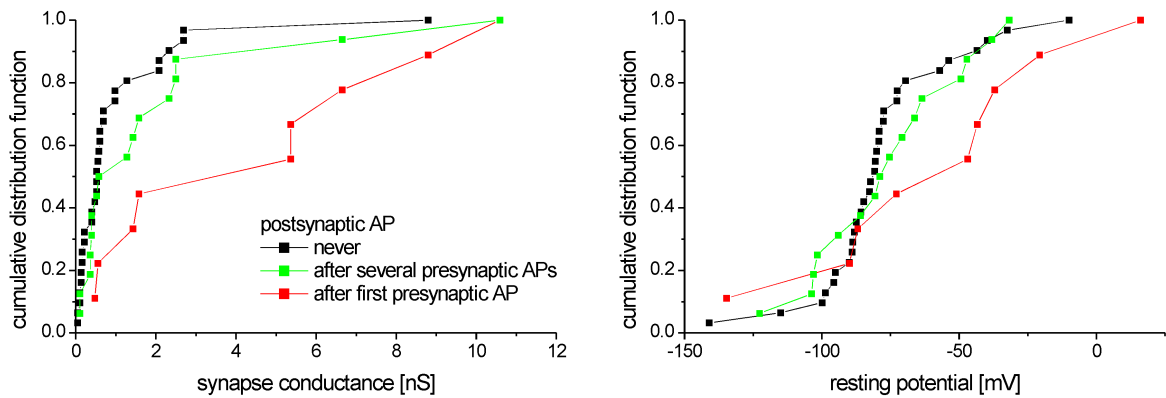 cumulative distribution function
1.0
0.8
0.6
0.4
0.2
0.0
0 2 4 6 8 10 12
synapse conductance [nS]
postsynaptic AP
never
after several presynaptic APs
after first presynaptic AP
cumulative distribution function
1.0
0.8
0.6
0.4
0.2
0.0
-150 -100 -50 0
resting potential [mV]